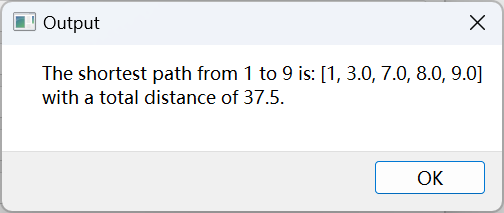 Output
The shortest path from 1 to 9 is: [1, 3.0, 7.0, 8.0, 9.0]
with a total distance of 37.5.
OK